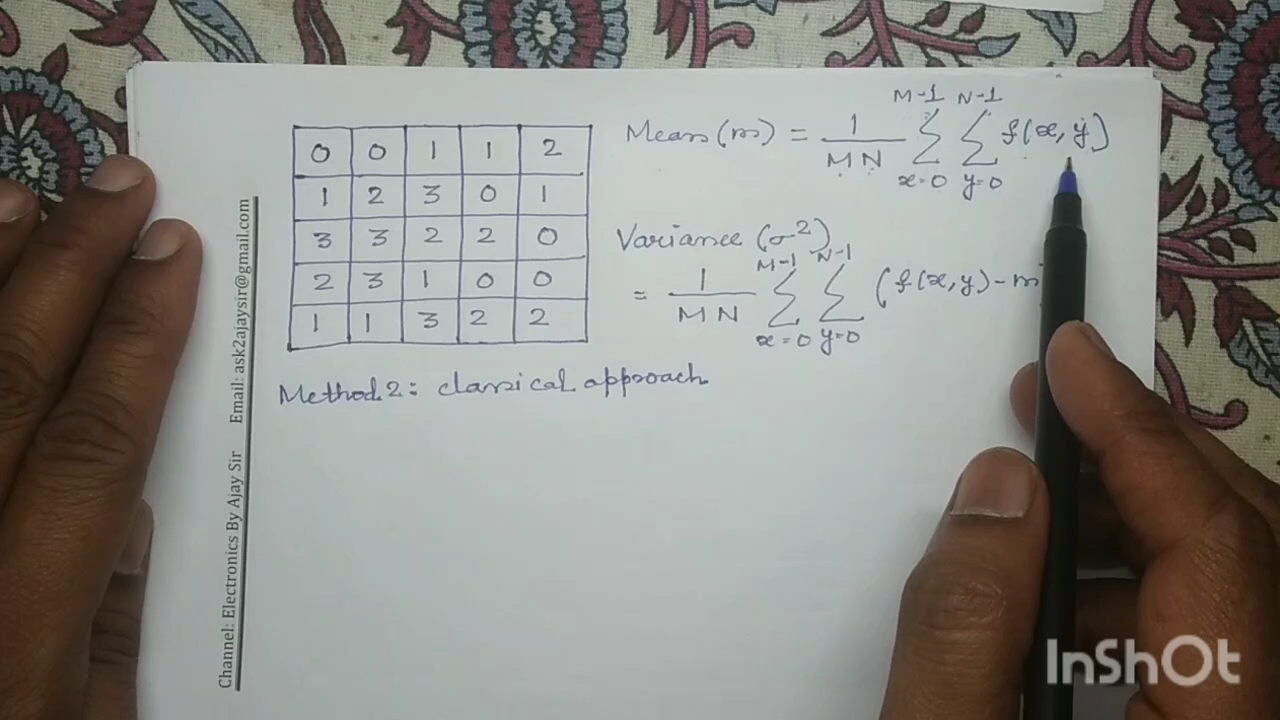 0 0 1 1 2
1 2 3 0 1
3 3 2 2 0
2 3 1 0 0
1 1 3 2 2
Mean(m) = 1/MN M-1∑x=0 N-1∑y=0 f(x,y)
Variance (σ²)
= 1/MN M-1∑x=0 N-1∑y=0 (f(x,y)-m
Method 2: classical approach
Channel: Electronics By Ajay Sir Email: ask2ajaysir@gmail.com
InShOt